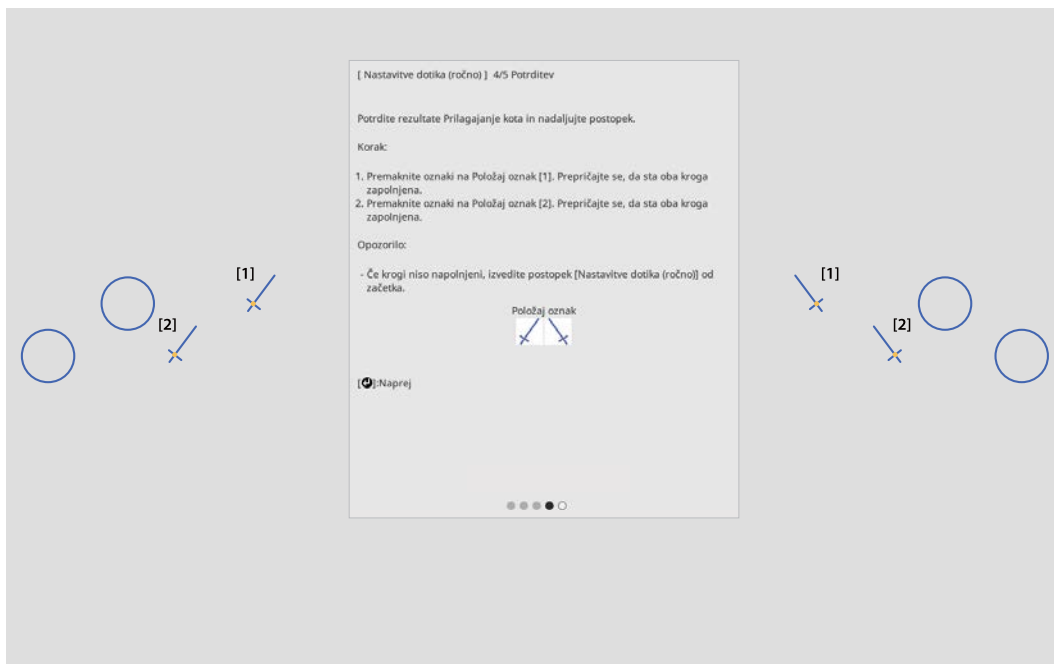 [ Nastavitve dotika (ročno) ] 4/5 Potrditev
Potrdite rezultate Prilagajanje kota in nadaljujte postopek.
Korak:
1. Premaknite oznaki na Položaj oznak [1]. Prepričajte se, da sta oba kroga
zapolnjena.
2. Premaknite oznaki na Položaj oznak [2]. Prepričajte se, da sta oba kroga
zapolnjena.
Opozorilo:
- Če krogi niso napolnjeni, izvedite postopek [Nastavitve dotika (ročno)] od
začetka.
Položaj oznak
[ ]:Naprej
[1]
[2]
[1]
[2]